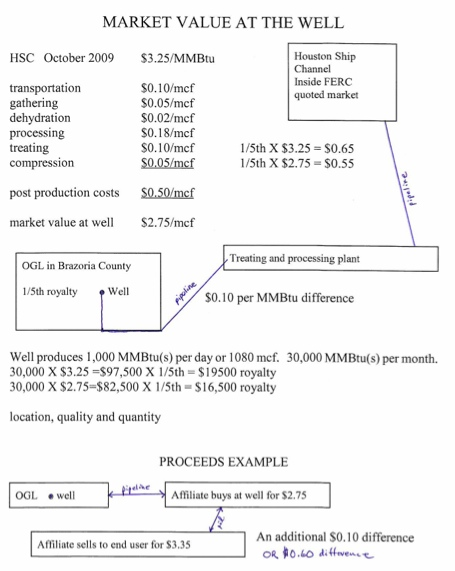 MARKET VALUE AT THE WELL
HSC October 2009 $3.25/MMBtu
Houston Ship
Channel
Inside FERC
quoted market
transportation $0.10/mcf
gathering $0.05/mcf
dehydration $0.02/mcf
processing $0.18/mcf
treating $0.10/mcf 1/5th X $3.25 = $0.65
compression $0.05/mcf 1/5th X $2.75 = $0.55
pipeline
post production costs $0.50/mcf
market value at well $2.75/mcf
OGL in Brazoria County
1/5th royalty Well
pipeline
Treating and processing plant
$0.10 per MMBtu difference
Well produces 1,000 MMBtu(s) per day or 1080 mcf. 30,000 MMBtu(s) per month.
30,000 X $3.25 =$97,500 X 1/5th = $19500 royalty
30,000 X $2.75=$82,500 X 1/5th = $16,500 royalty
location, quality and quantity
PROCEEDS EXAMPLE
OGL well
pipeline
Affiliate buys at well for $2.75
Affiliate sells to end user for $3.35
An additional $0.10 difference
OR $0.60 difference